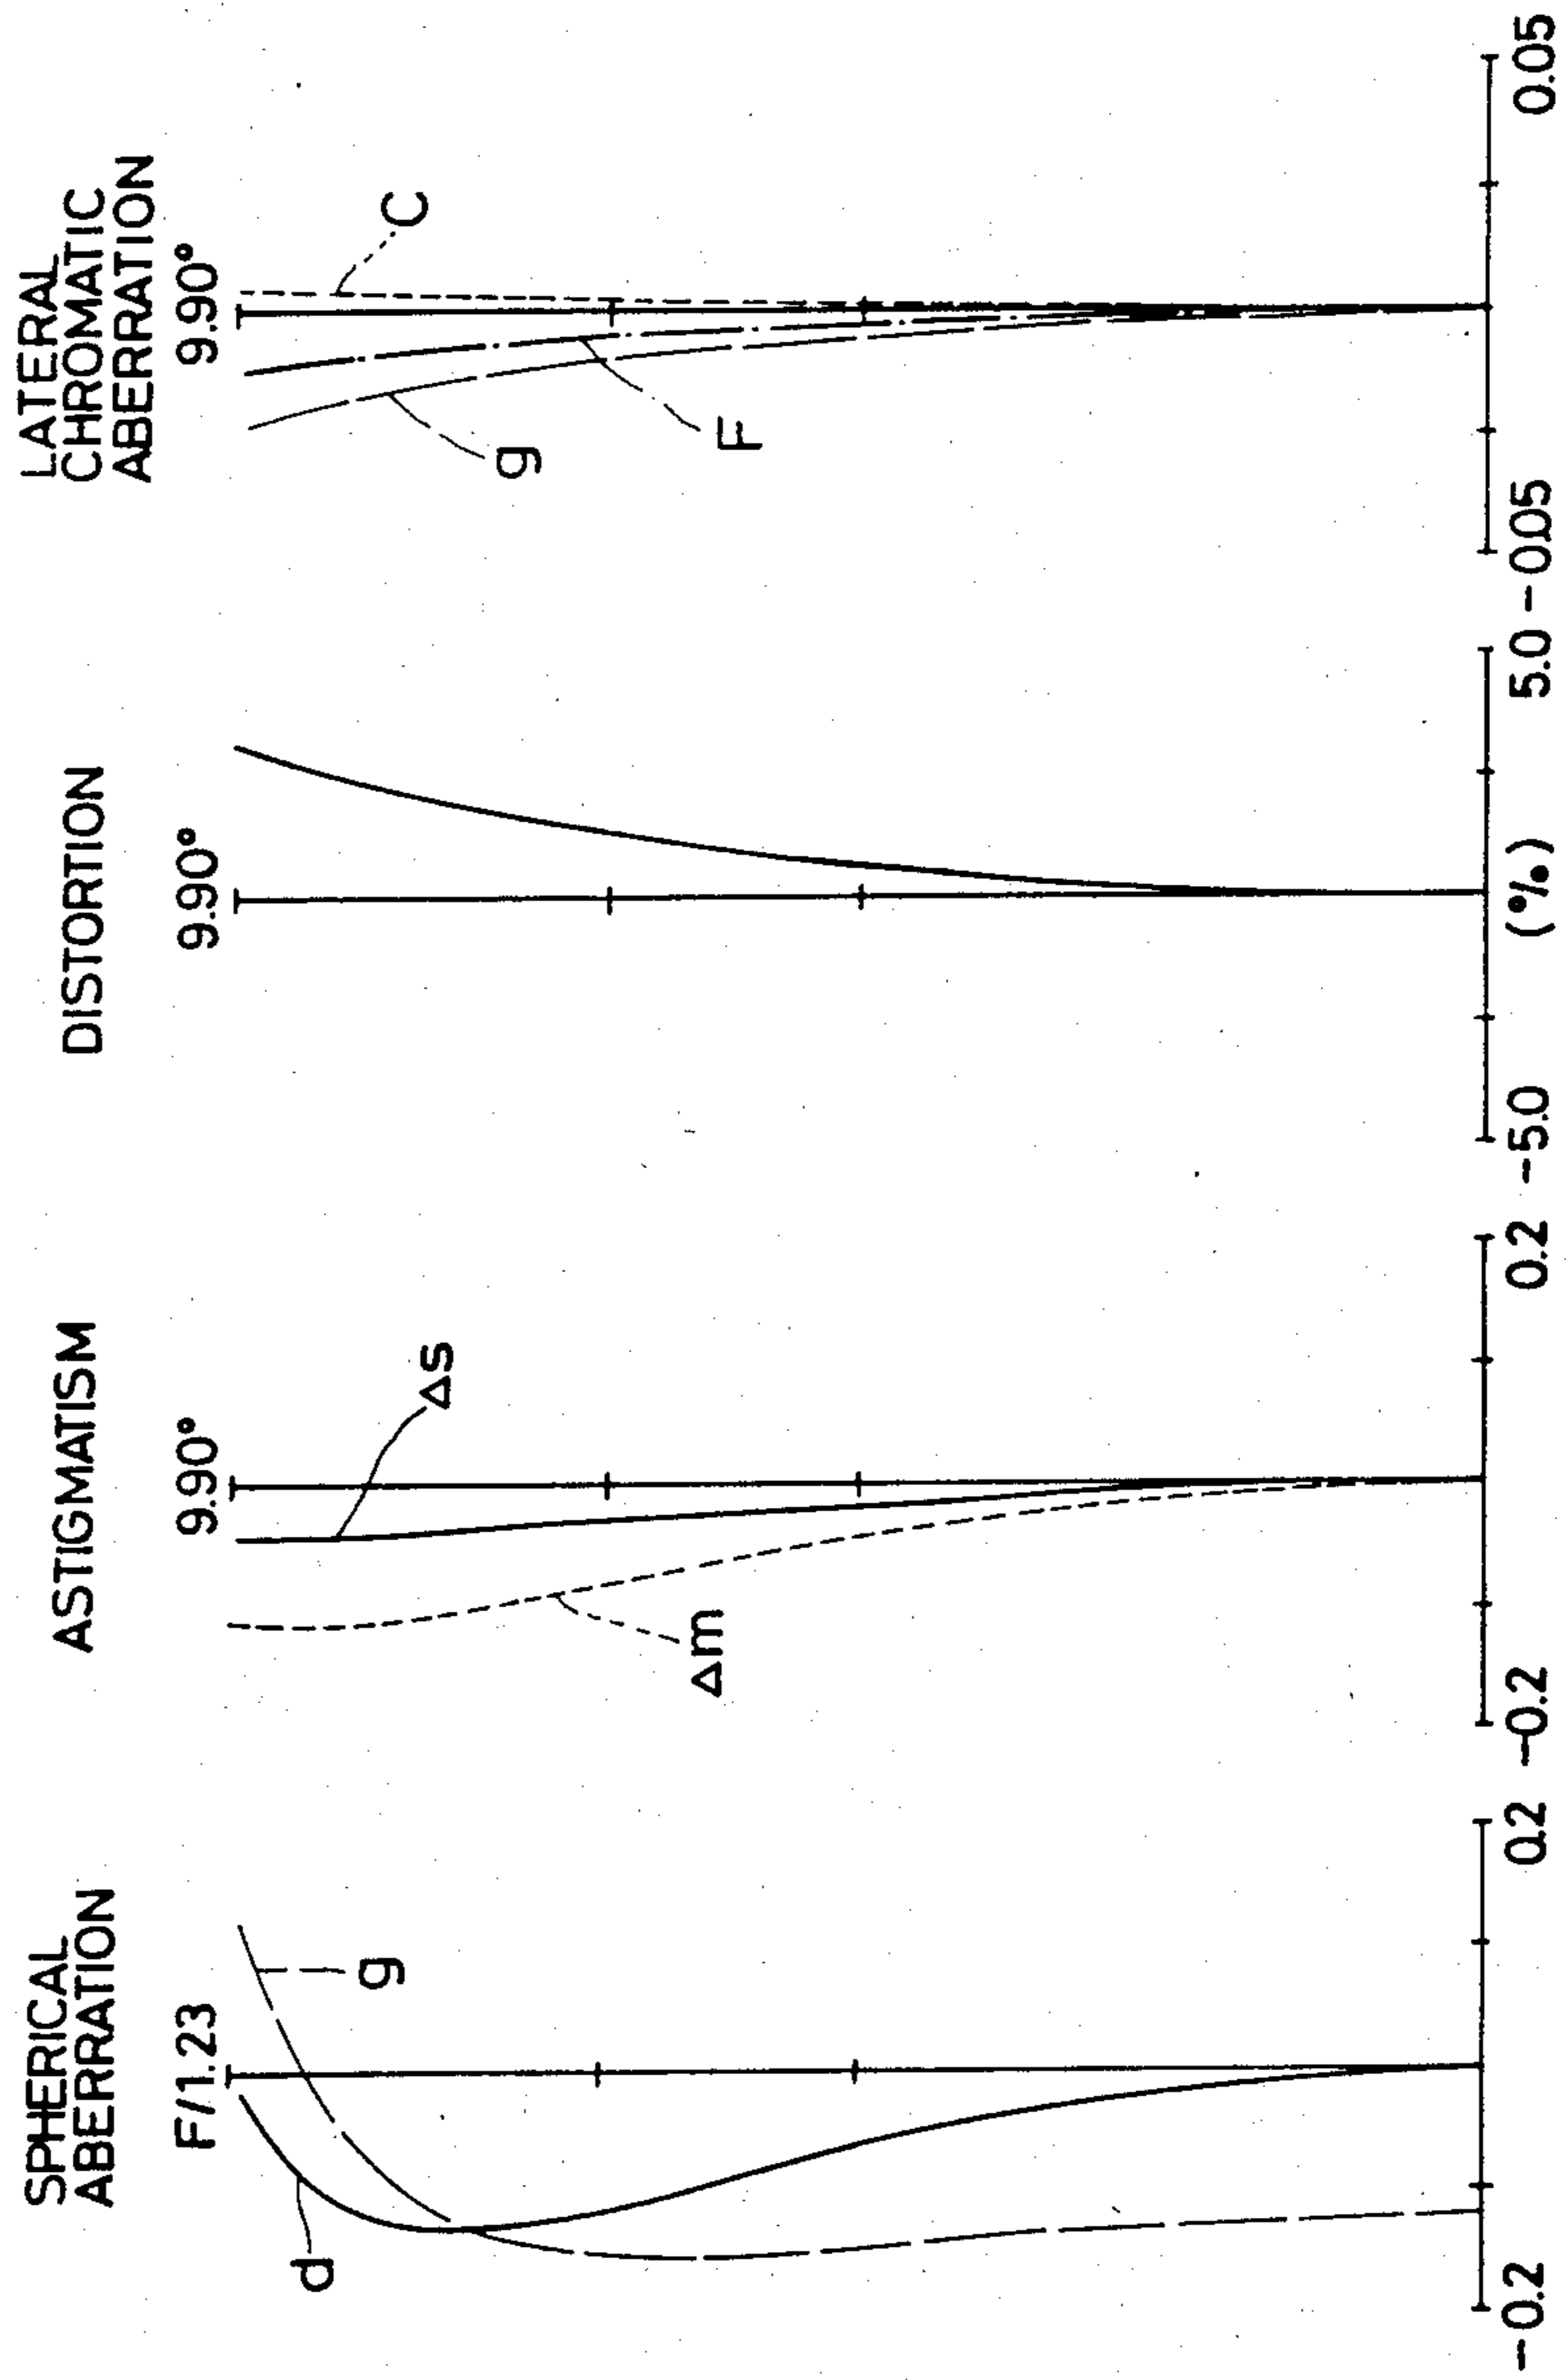 SPHERICAL
ABERRATION
F/1.23
d
g
-0.2
0.2
ASTIGMATISM
9.90°
Δs
Δm
-0.2
0.2
DISTORTION
9.90°
-5.0
(%)
5.0
LATERAL
CHROMATIC
ABERRATION
9.90°
C
g
F
-0.05
0.05